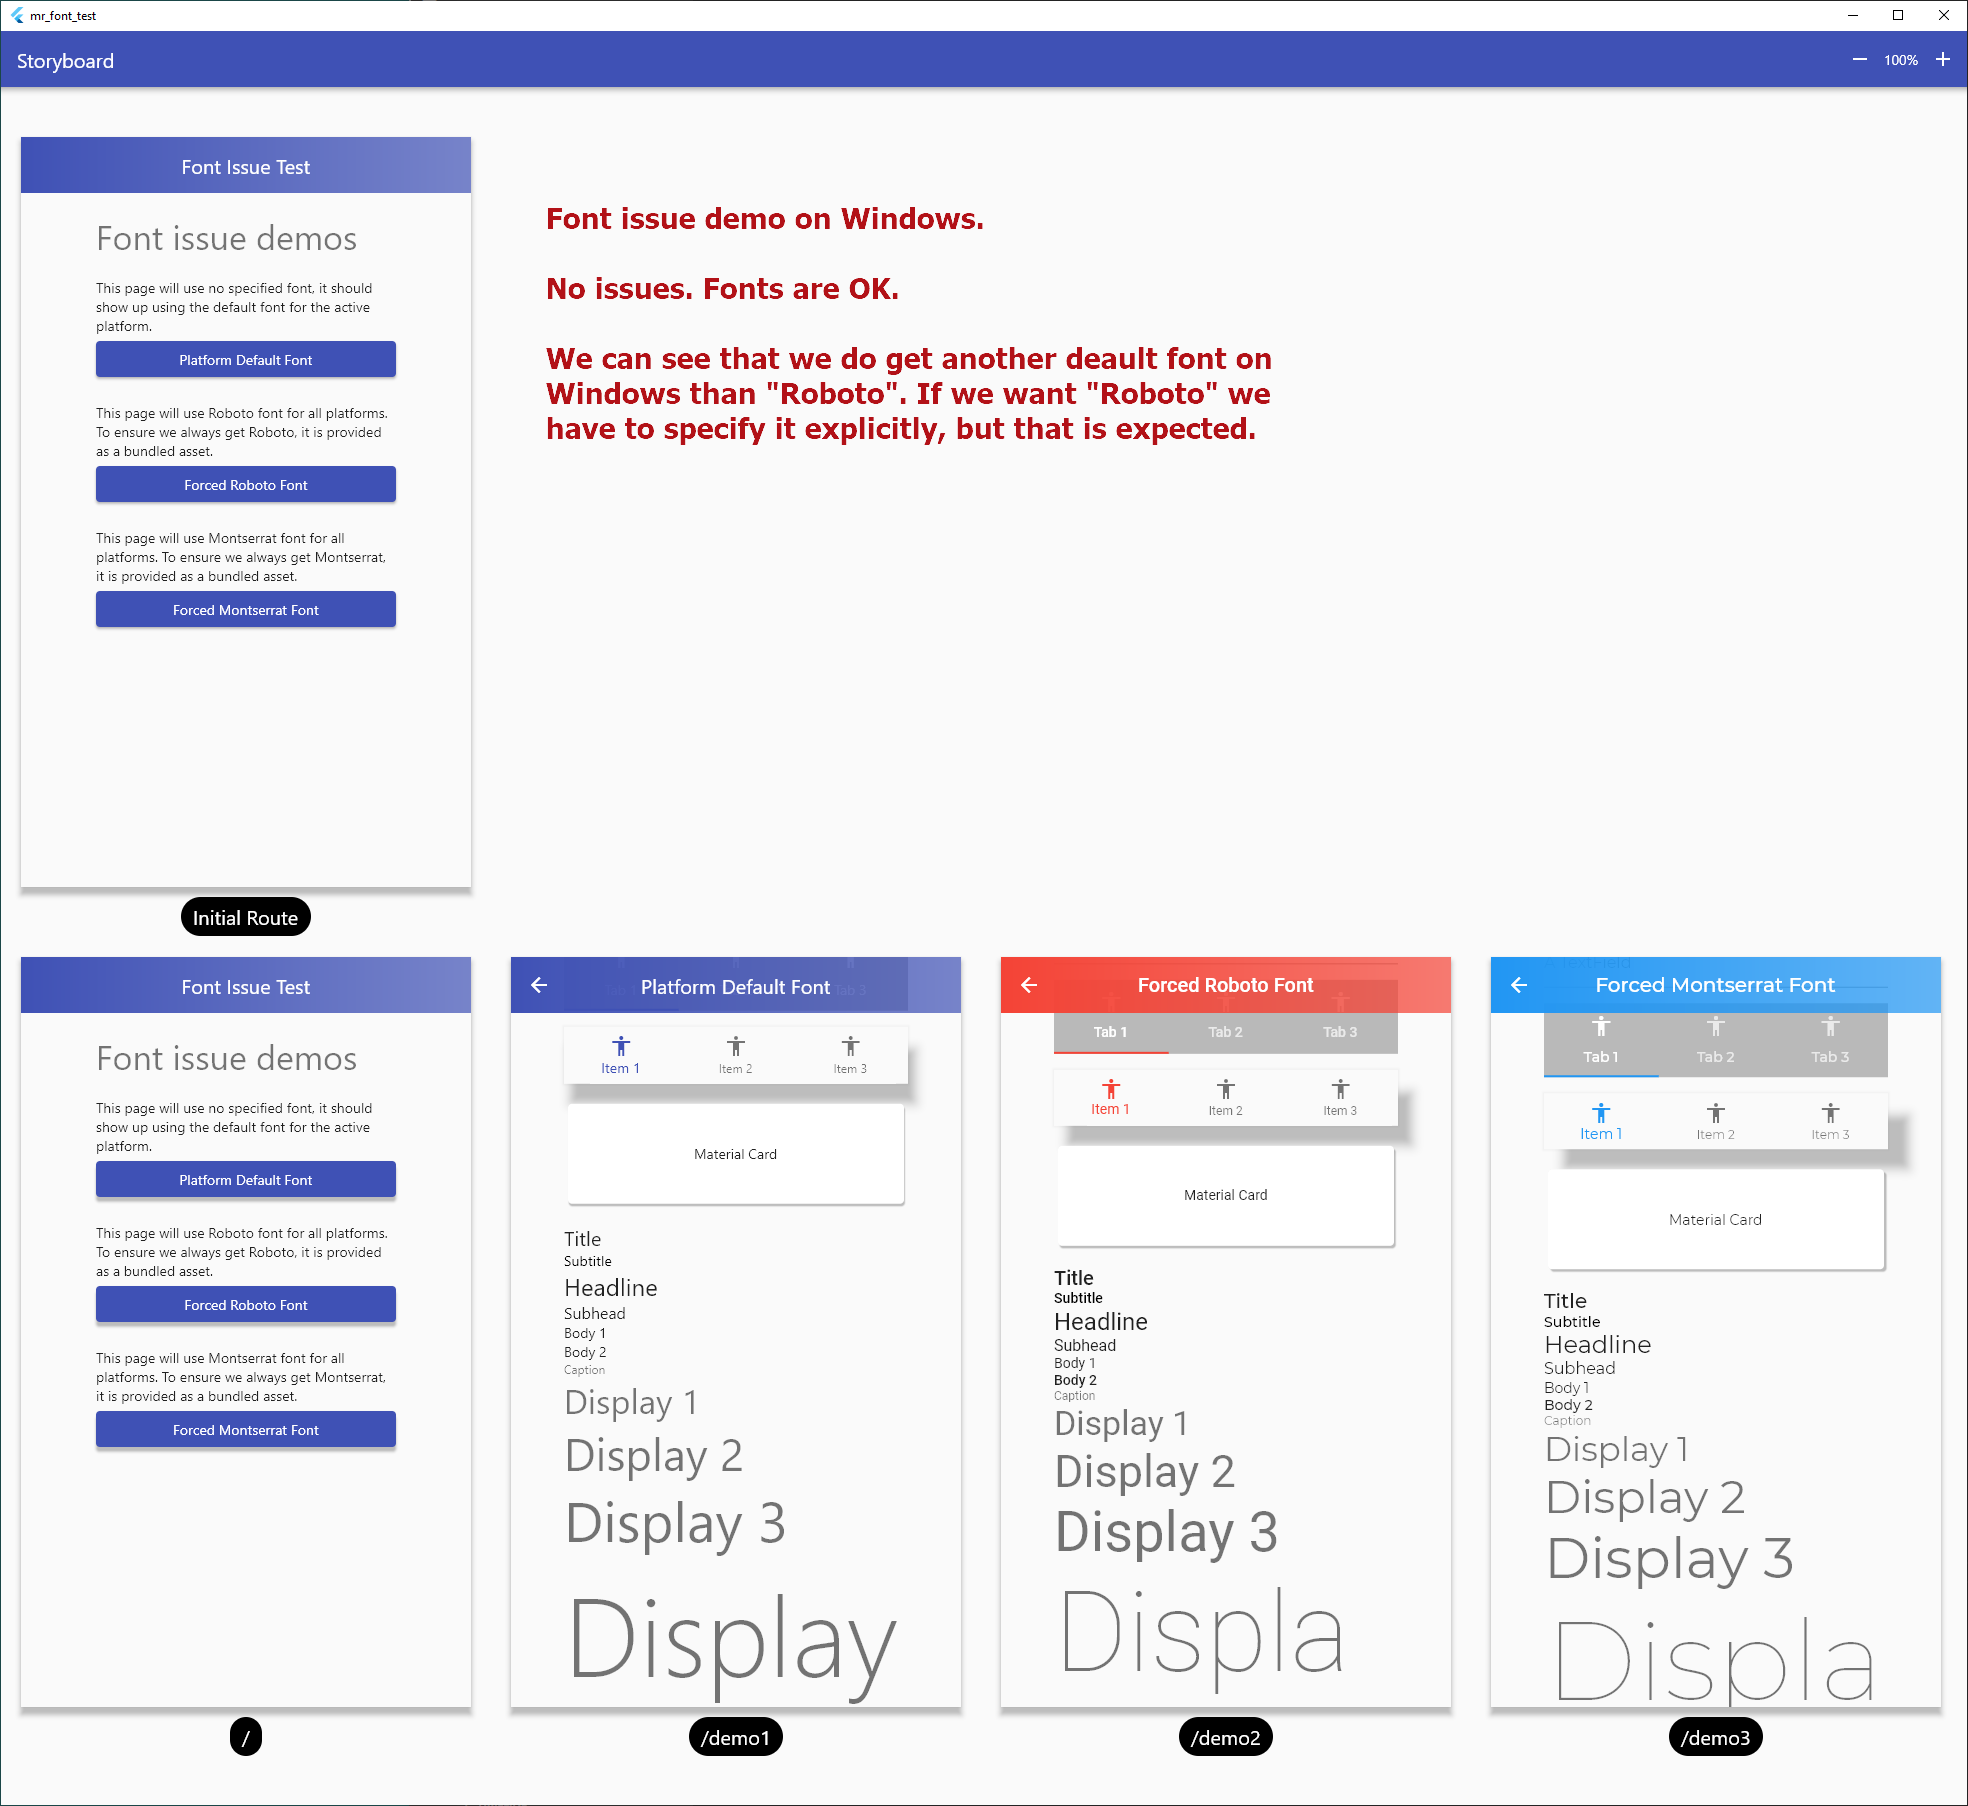 mr_font_test
Storyboard
100%
Font Issue Test
Font issue demos
This page will use no specified font, it should
show up using the default font for the active
platform.
Platform Default Font
This page will use Roboto font for all platforms.
To ensure we always get Roboto, it is provided
as a bundled asset.
Forced Roboto Font
This page will use Montserrat font for all
platforms. To ensure we always get Montserrat,
it is provided as a bundled asset.
Forced Montserrat Font
Initial Route
Font issue demo on Windows.
No issues. Fonts are OK.
We can see that we do get another deault font on
Windows than "Roboto". If we want "Roboto" we
have to specify it explicitly, but that is expected.
Font Issue Test
Font issue demos
This page will use no specified font, it should
show up using the default font for the active
platform.
Platform Default Font
This page will use Roboto font for all platforms.
To ensure we always get Roboto, it is provided
as a bundled asset.
Forced Roboto Font
This page will use Montserrat font for all
platforms. To ensure we always get Montserrat,
it is provided as a bundled asset.
Forced Montserrat Font
/
Platform Default Font
Tab 3
Item 1 Item 2 Item 3
Material Card
Title
Subtitle
Headline
Subhead
Body 1
Body 2
Caption
Display 1
Display 2
Display 3
Display
/demo1
Forced Roboto Font
Tab 1 Tab 2 Tab 3
Item 1 Item 2 Item 3
Material Card
Title
Subtitle
Headline
Subhead
Body 1
Body 2
Caption
Display 1
Display 2
Display 3
Displa
/demo2
TextField
Forced Montserrat Font
Tab 1 Tab 2 Tab 3
Item 1 Item 2 Item 3
Material Card
Title
Subtitle
Headline
Subhead
Body 1
Body 2
Caption
Display 1
Display 2
Display 3
Displa
/demo3